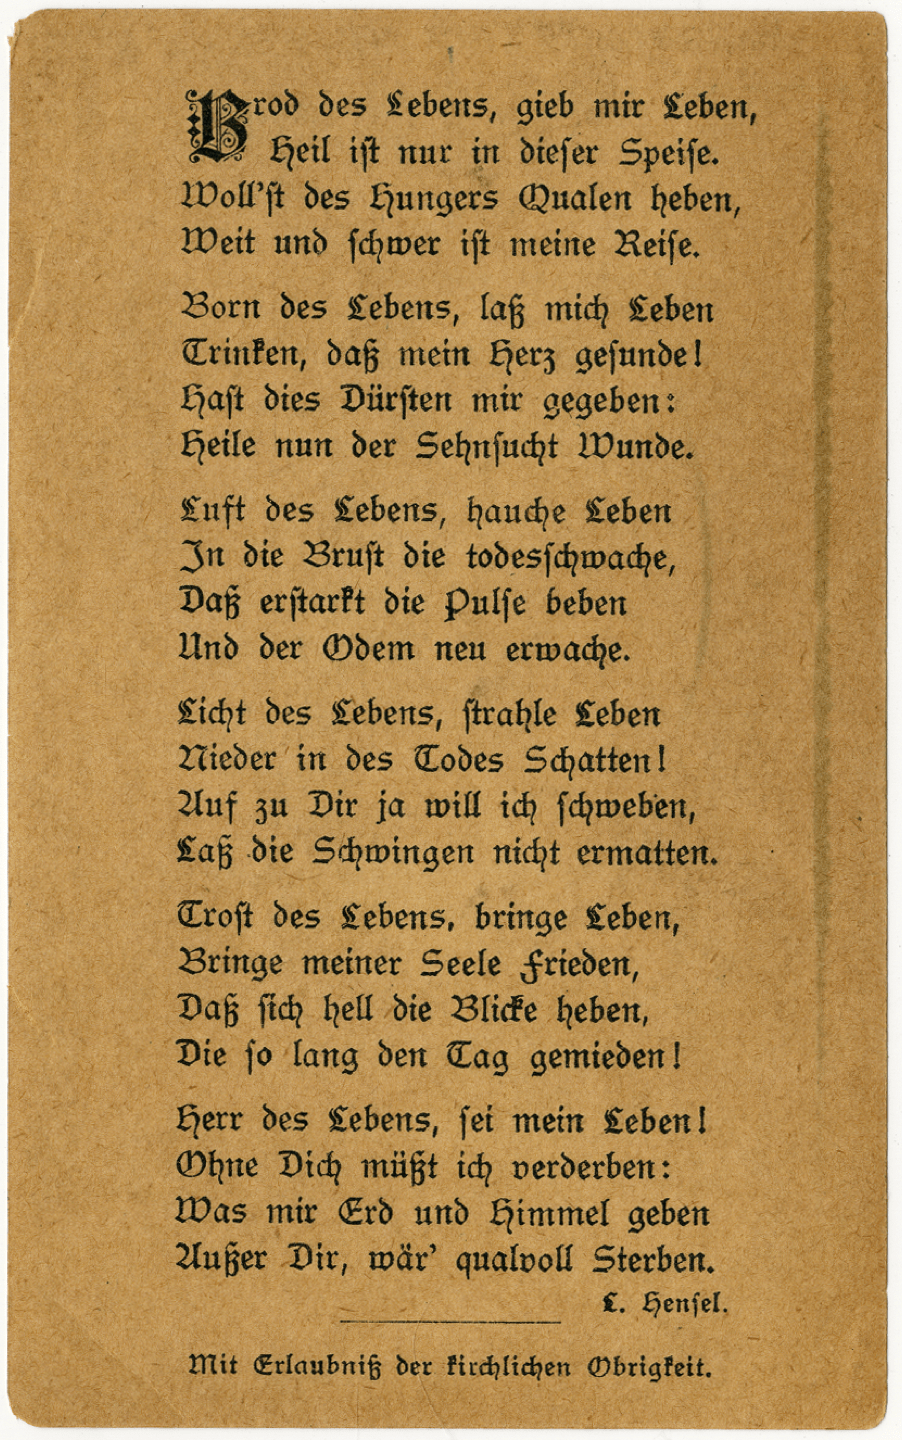 Brod des Lebens, gieb mir Leben,
Heil ist nur in dieser Speise.
Woll'st des Hungers Qualen heben,
Weit und schwer ist meine Reise.
Born des Lebens, laß mich Leben
Trinken, daß mein Herz gesunde!
Hast dies Dürsten mir gegeben:
Heile nun der Sehnsucht Wunde.
Luft des Lebens, hauche Leben
In die Brust die todesschwache,
Daß erstarkt die Pulse beben
Und der Odem neu erwache.
Licht des Lebens, strahle Leben
Nieder in des Todes Schatten!
Auf zu Dir ja will ich schweben,
Laß die Schwingen nicht ermatten.
Trost des Lebens, bringe Leben,
Bringe meiner Seele Frieden,
Daß sich hell die Blicke heben,
Die so lang den Tag gemieden!
Herr des Lebens, sei mein Leben!
Ohne Dich müßt ich verderben:
Was mir Erd und Himmel geben
Außer Dir, wär' qualvoll Sterben.
L. Hensel.
Mit Erlaubniß der kirchlichen Obrigkeit.